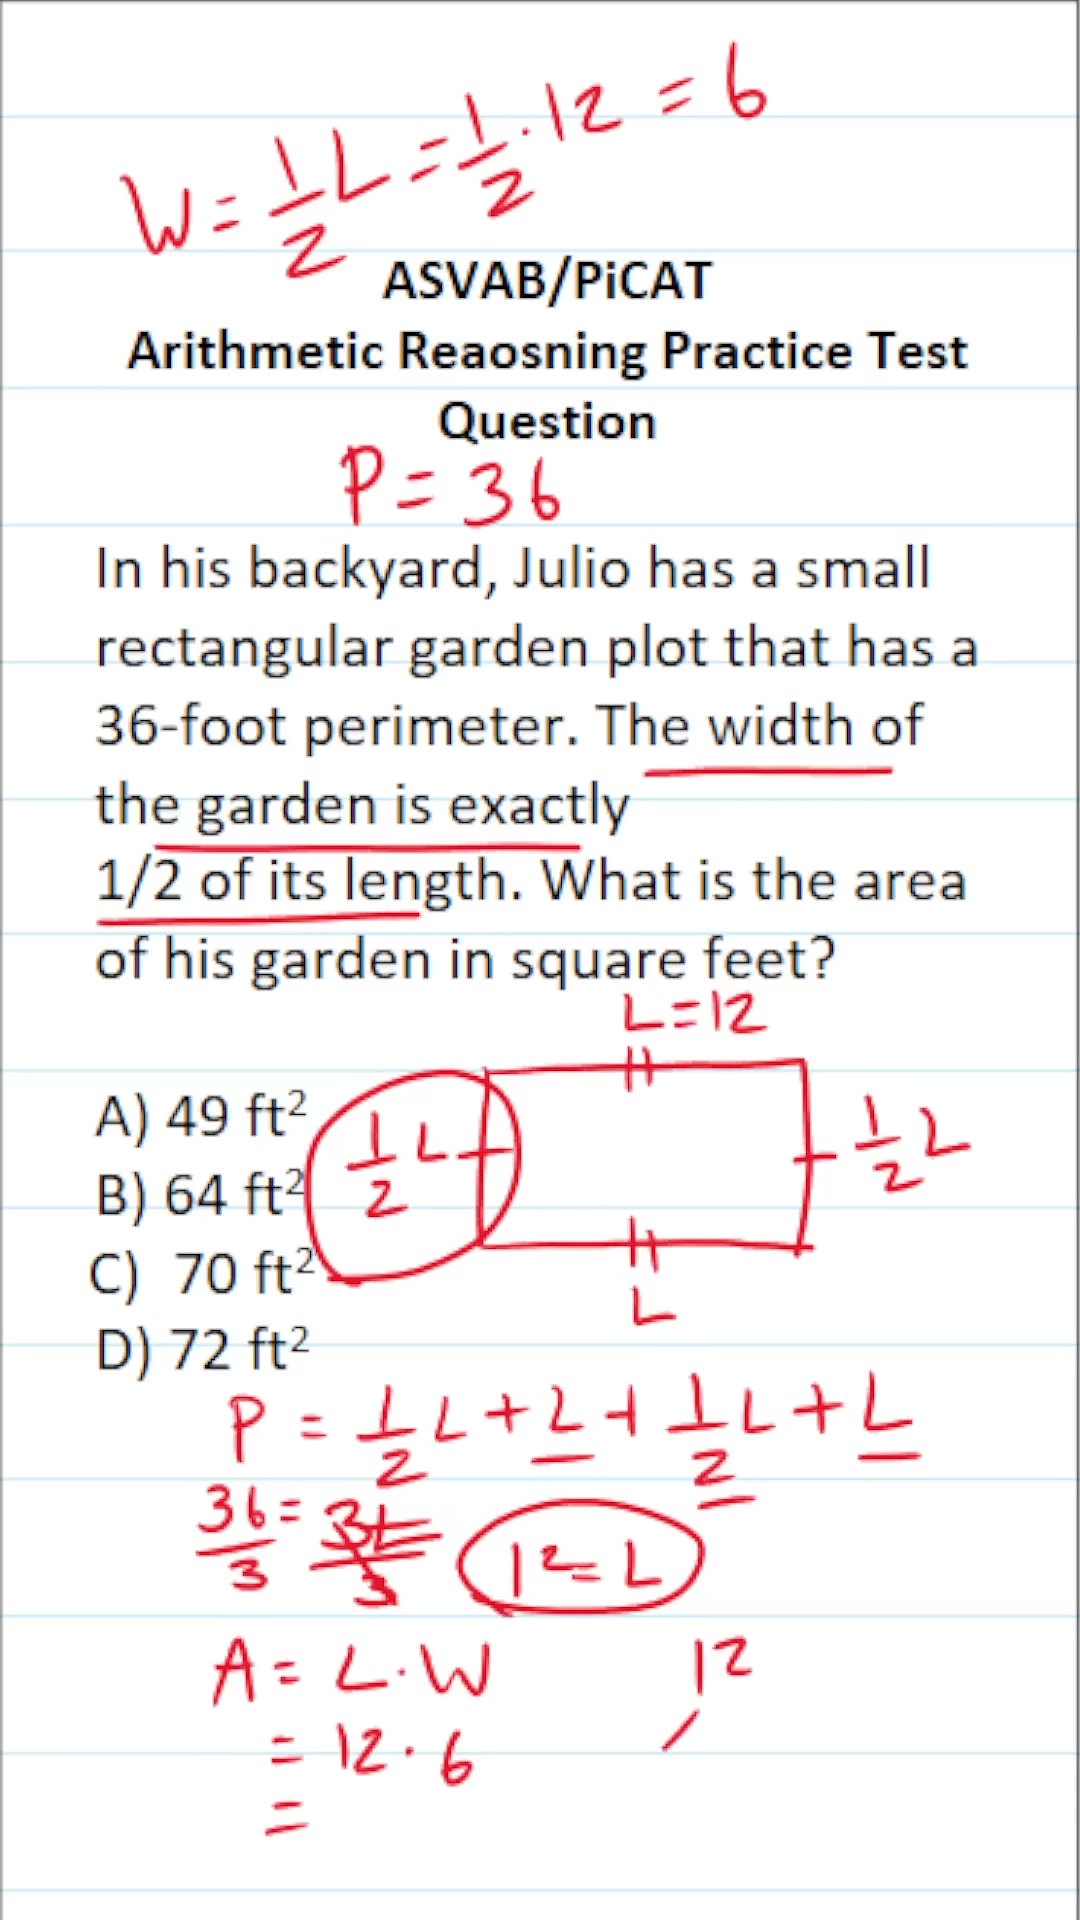 W = 1/2 L = 1/2 · 12 = 6
ASVAB/PiCAT
Arithmetic Reaosning Practice Test
Question
P = 36
In his backyard, Julio has a small
rectangular garden plot that has a
36-foot perimeter. The width of
the garden is exactly
1/2 of its length. What is the area
of his garden in square feet?
L = 12
A) 49 ft²
1/2 L
1/2 L
B) 64 ft²
C) 70 ft²
L
D) 72 ft²
P = 1/2 L + L + 1/2 L + L
36/3 = 3L/3
12 = L
A = L · W
12
= 12 · 6
=